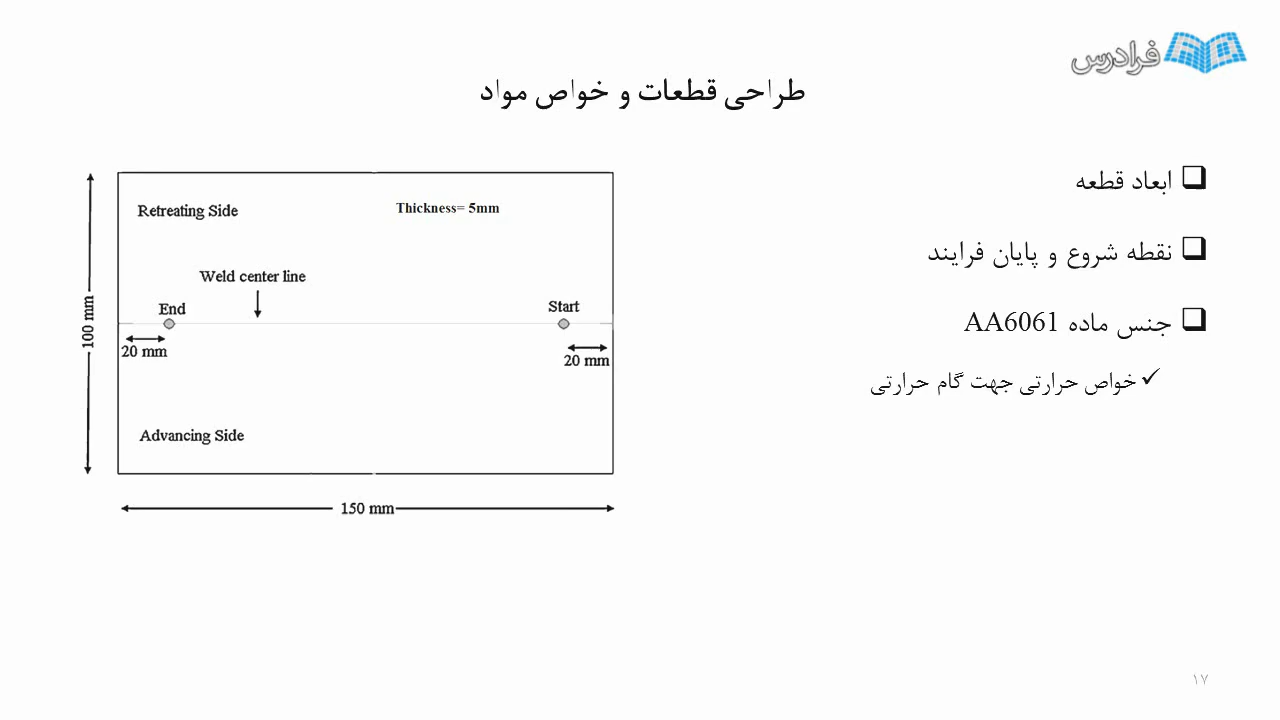 فرادرس
طراحی قطعات و خواص مواد
ابعاد قطعه
نقطه شروع و پایان فرایند
جنس ماده AA6061
خواص حرارتی جهت گام حرارتی
Retreating Side
Thickness= 5mm
Weld center line
End
Start
20 mm
20 mm
100 mm
Advancing Side
150 mm
۱۷